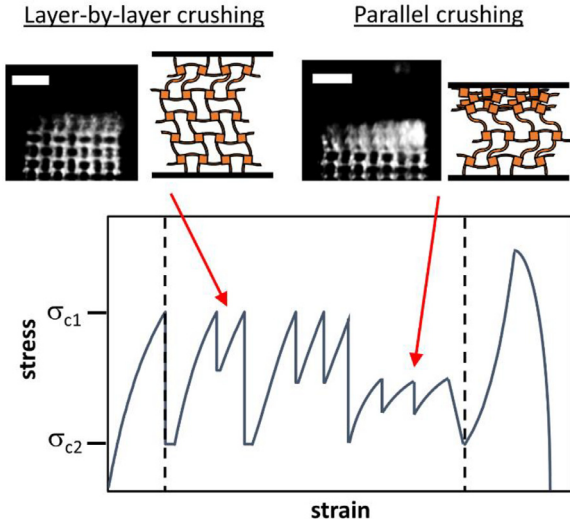 Layer-by-layer crushing
Parallel crushing
σc1
stress
σc2
strain